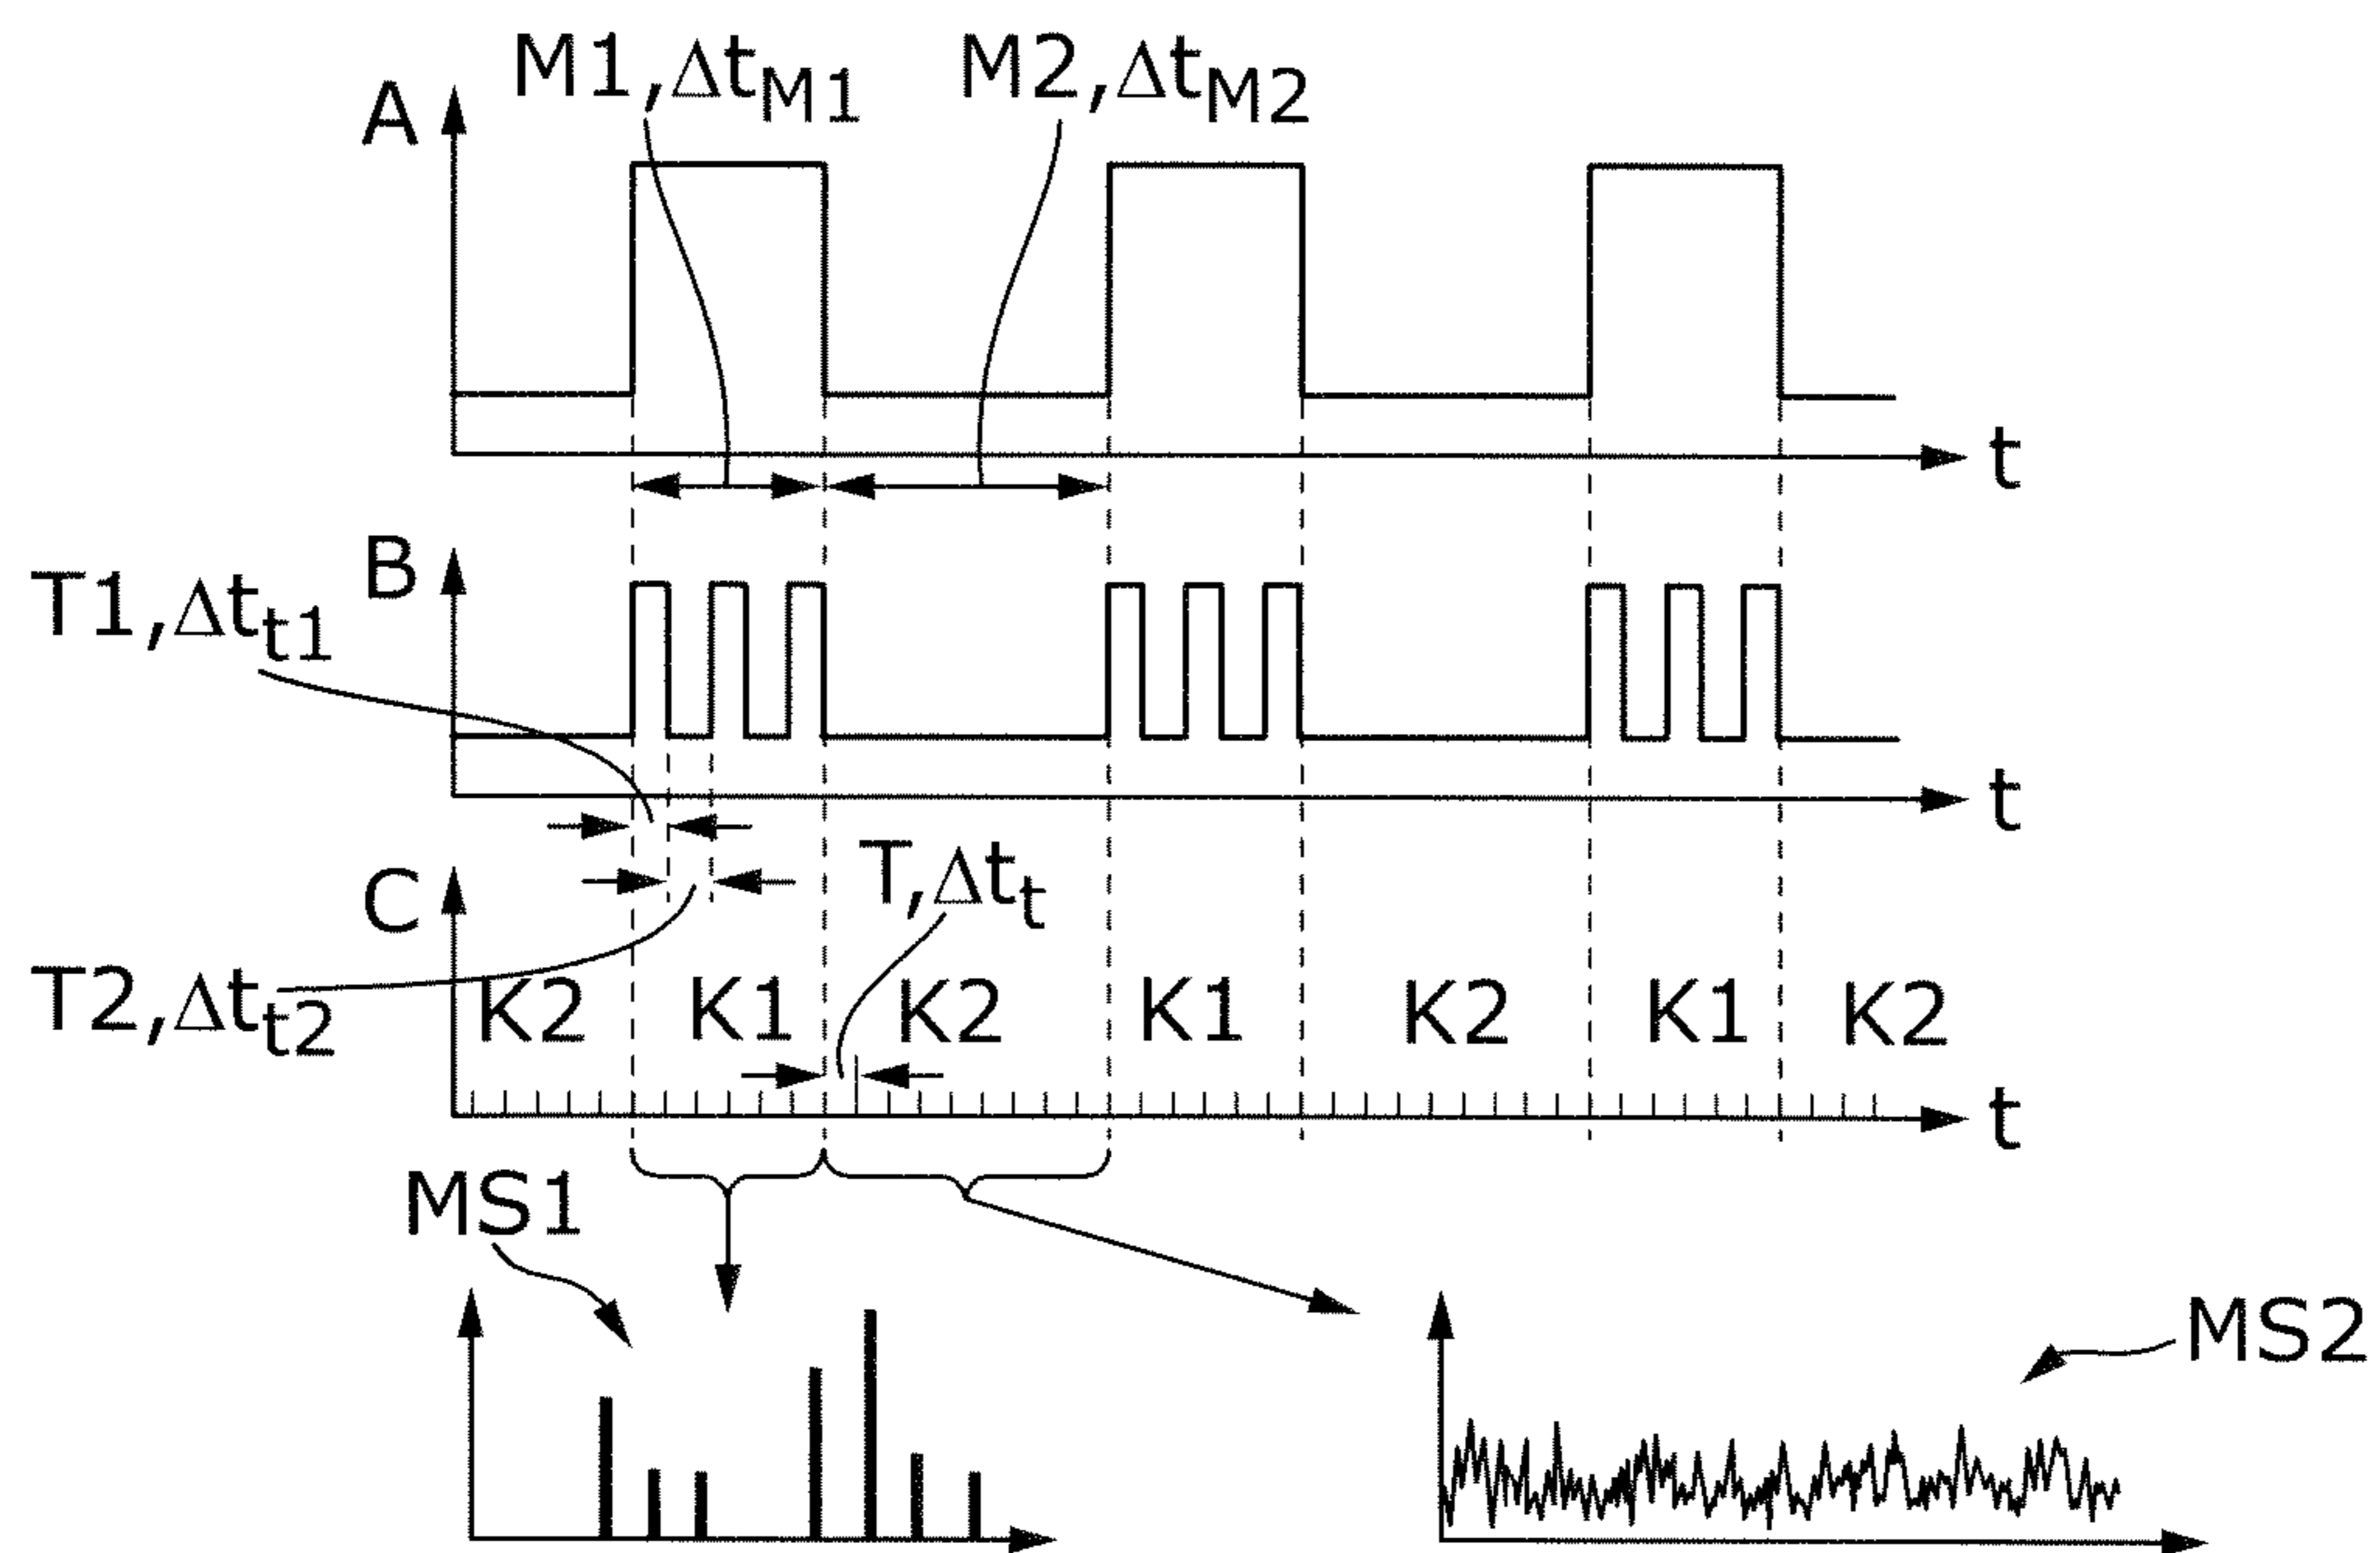 M1,Δt_M1
M2,Δt_M2
A
t
B
T1,Δt_t1
t
C
T,Δt_t
T2,Δt_t2
K2 K1 K2 K1 K2 K1 K2
t
MS1
MS2